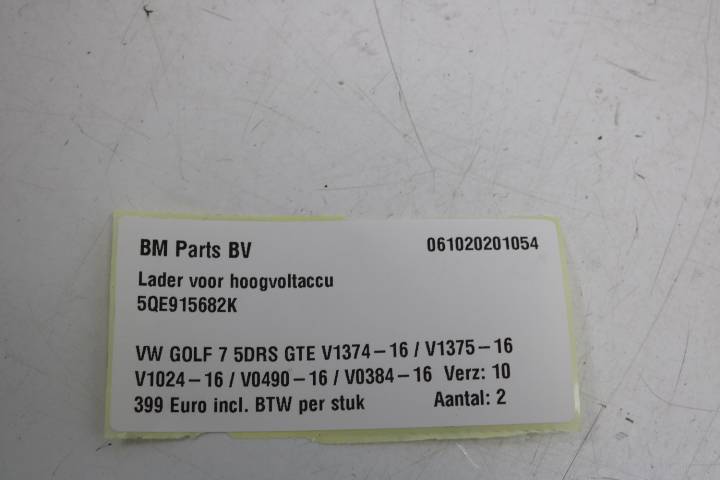 BM Parts BV 061020201054
Lader voor hoogvoltaccu
5QE915682K
VW GOLF 7 5DRS GTE V1374-16 / V1375-16
V1024-16 / V0490-16 / V0384-16 Verz: 10
399 Euro incl. BTW per stuk Aantal: 2